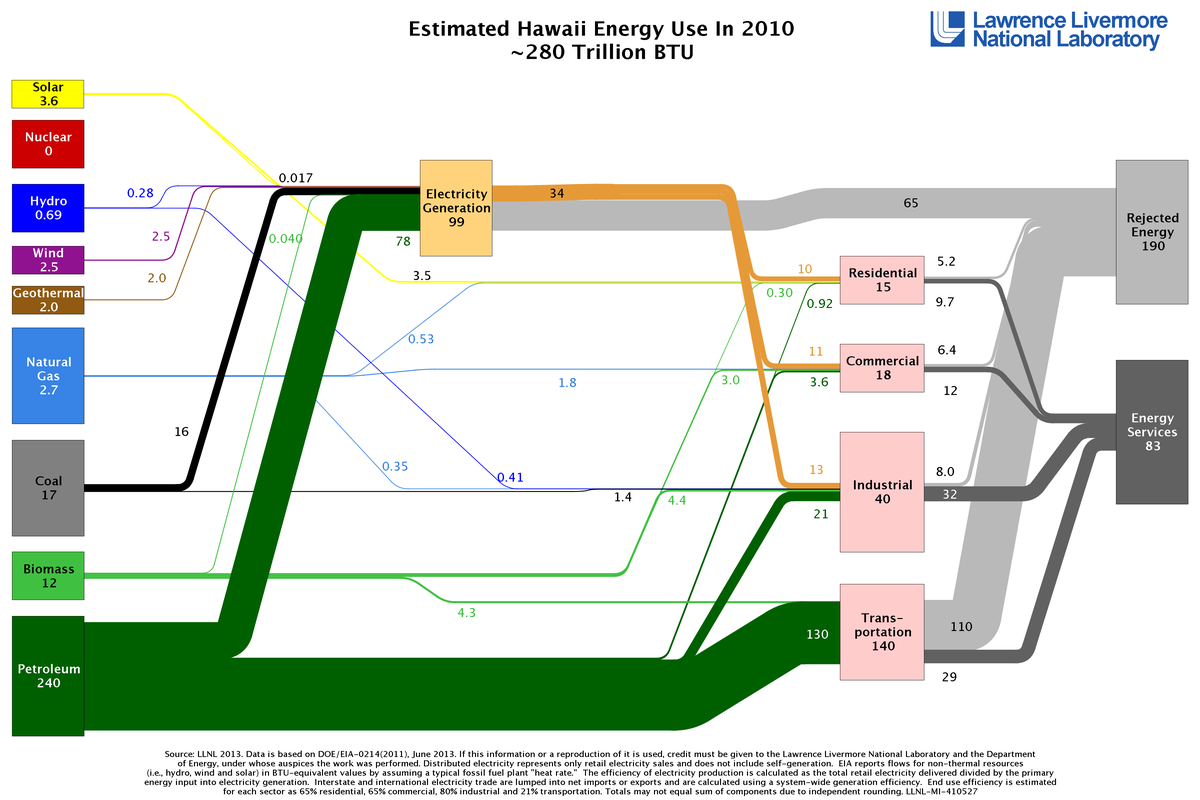 Estimated Hawaii Energy Use In 2010
~280 Trillion BTU
Lawrence Livermore
National Laboratory
Solar
3.6
Nuclear
0
Hydro
0.69
Wind
2.5
Geothermal
2.0
Natural
Gas
2.7
Coal
17
Biomass
12
Petroleum
240
0.017
0.28
2.5
2.0
0.040
16
Electricity
Generation
99
78
34
65
3.5
0.53
1.8
0.35
0.41
1.4
4.4
3.0
4.3
10
0.30
0.92
11
3.6
13
21
130
Residential
15
Commercial
18
Industrial
40
Trans-
portation
140
5.2
9.7
6.4
12
8.0
32
110
29
Rejected
Energy
190
Energy
Services
83
Source: LLNL 2013. Data is based on DOE/EIA-0214(2011), June 2013. If this information or a reproduction of it is used, credit must be given to the Lawrence Livermore National Laboratory and the Department
of Energy, under whose auspices the work was performed. Distributed electricity represents only retail electricity sales and does not include self-generation. EIA reports flows for non-thermal resources
(i.e., hydro, wind and solar) in BTU-equivalent values by assuming a typical fossil fuel plant "heat rate." The efficiency of electricity production is calculated as the total retail electricity delivered divided by the primary
energy input into electricity generation. Interstate and international electricity trade are lumped into net imports or exports and are calculated using a system-wide generation efficiency. End use efficiency is estimated
for each sector as 65% residential, 65% commercial, 80% industrial and 21% transportation. Totals may not equal sum of components due to independent rounding. LLNL-MI-410527